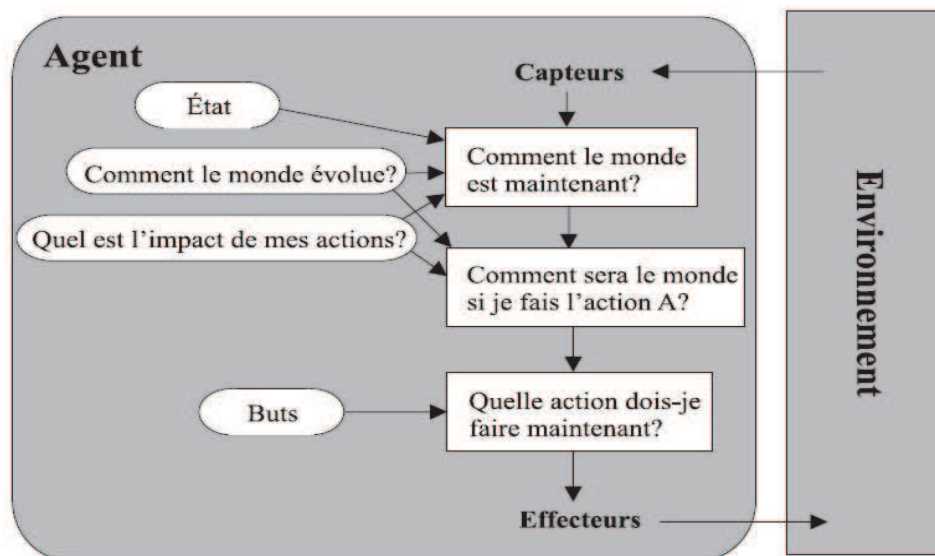 Agent
Capteurs
État
Comment le monde
est maintenant?
Comment le monde évolue?
Quel est l'impact de mes actions?
Comment sera le monde
si je fais l'action A?
Buts
Quelle action dois-je
faire maintenant?
Effecteurs
Environnement